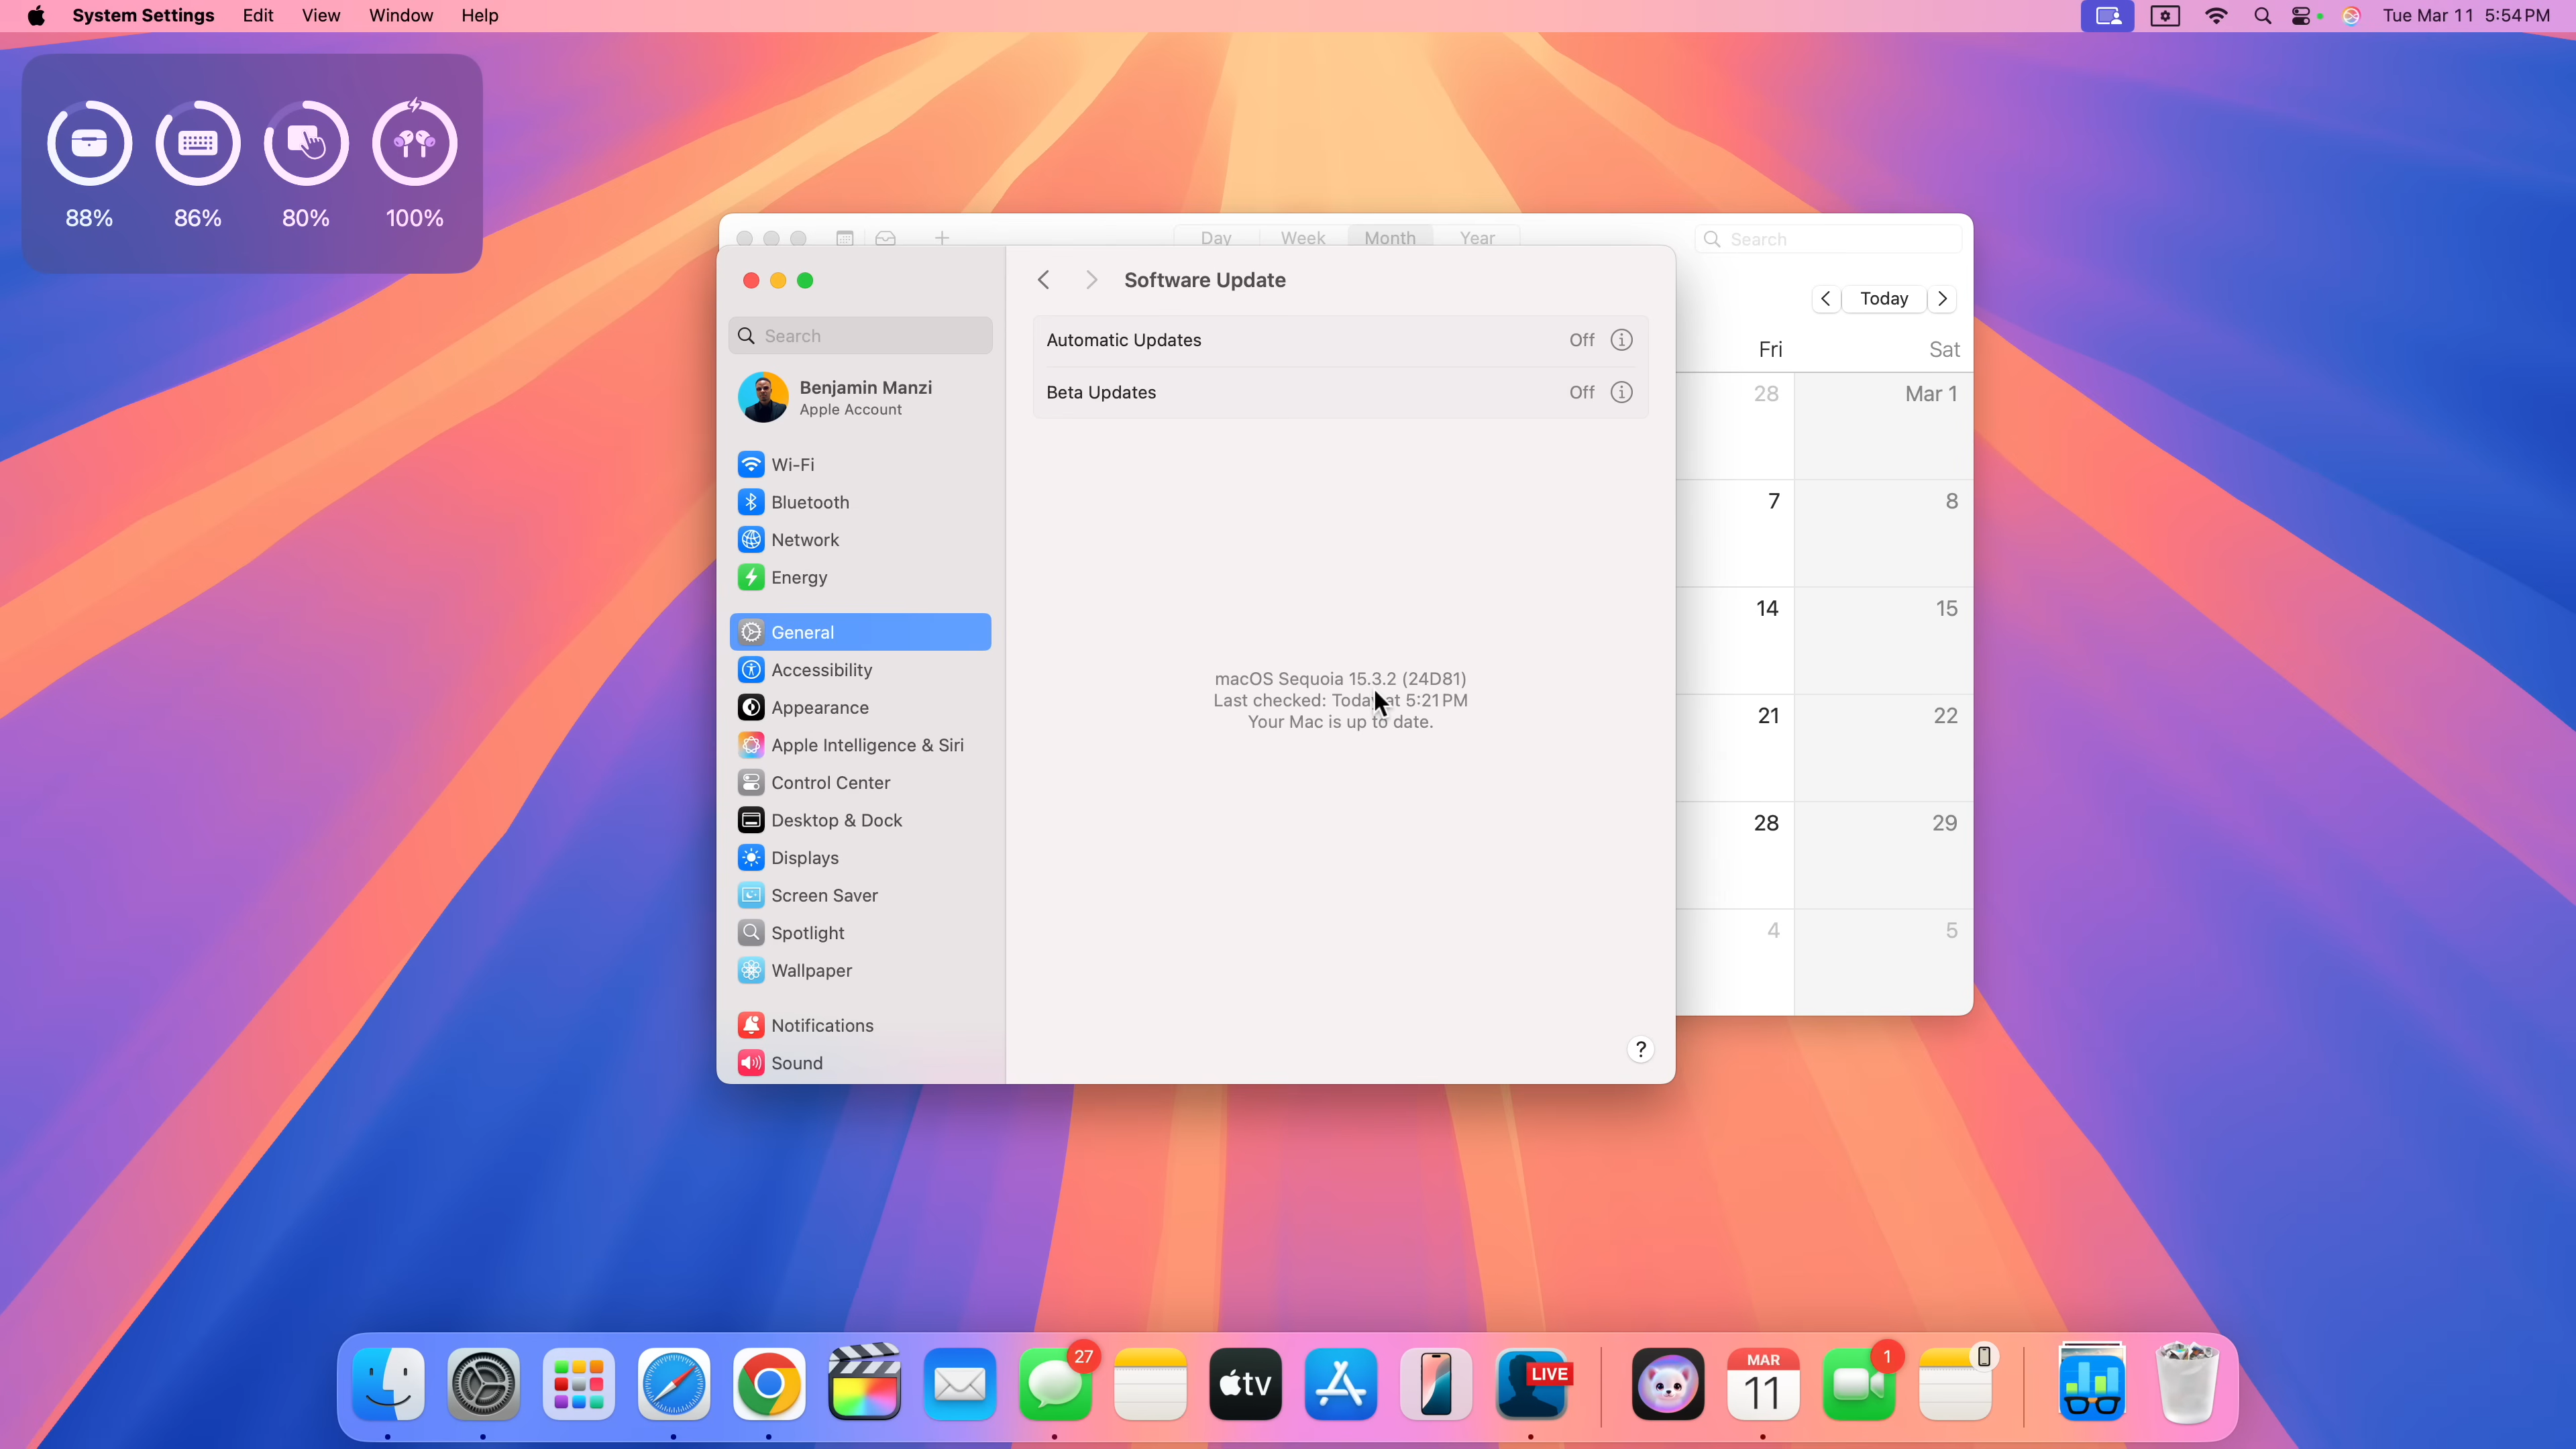 System Settings Edit View Window Help
Tue Mar 11 5:54 PM
88% 86% 80% 100%
Day Week Month Year
Search
Today
Fri Sat
28 Mar 1
7 8
14 15
21 22
28 29
4 5
Search
Benjamin Manzi
Apple Account
Wi-Fi
Bluetooth
Network
Energy
General
Accessibility
Appearance
Apple Intelligence & Siri
Control Center
Desktop & Dock
Displays
Screen Saver
Spotlight
Wallpaper
Notifications
Sound
Software Update
Automatic Updates Off
Beta Updates Off
macOS Sequoia 15.3.2 (24D81)
Last checked: Today at 5:21 PM
Your Mac is up to date.
?
27
tv
LIVE
MAR
11
1